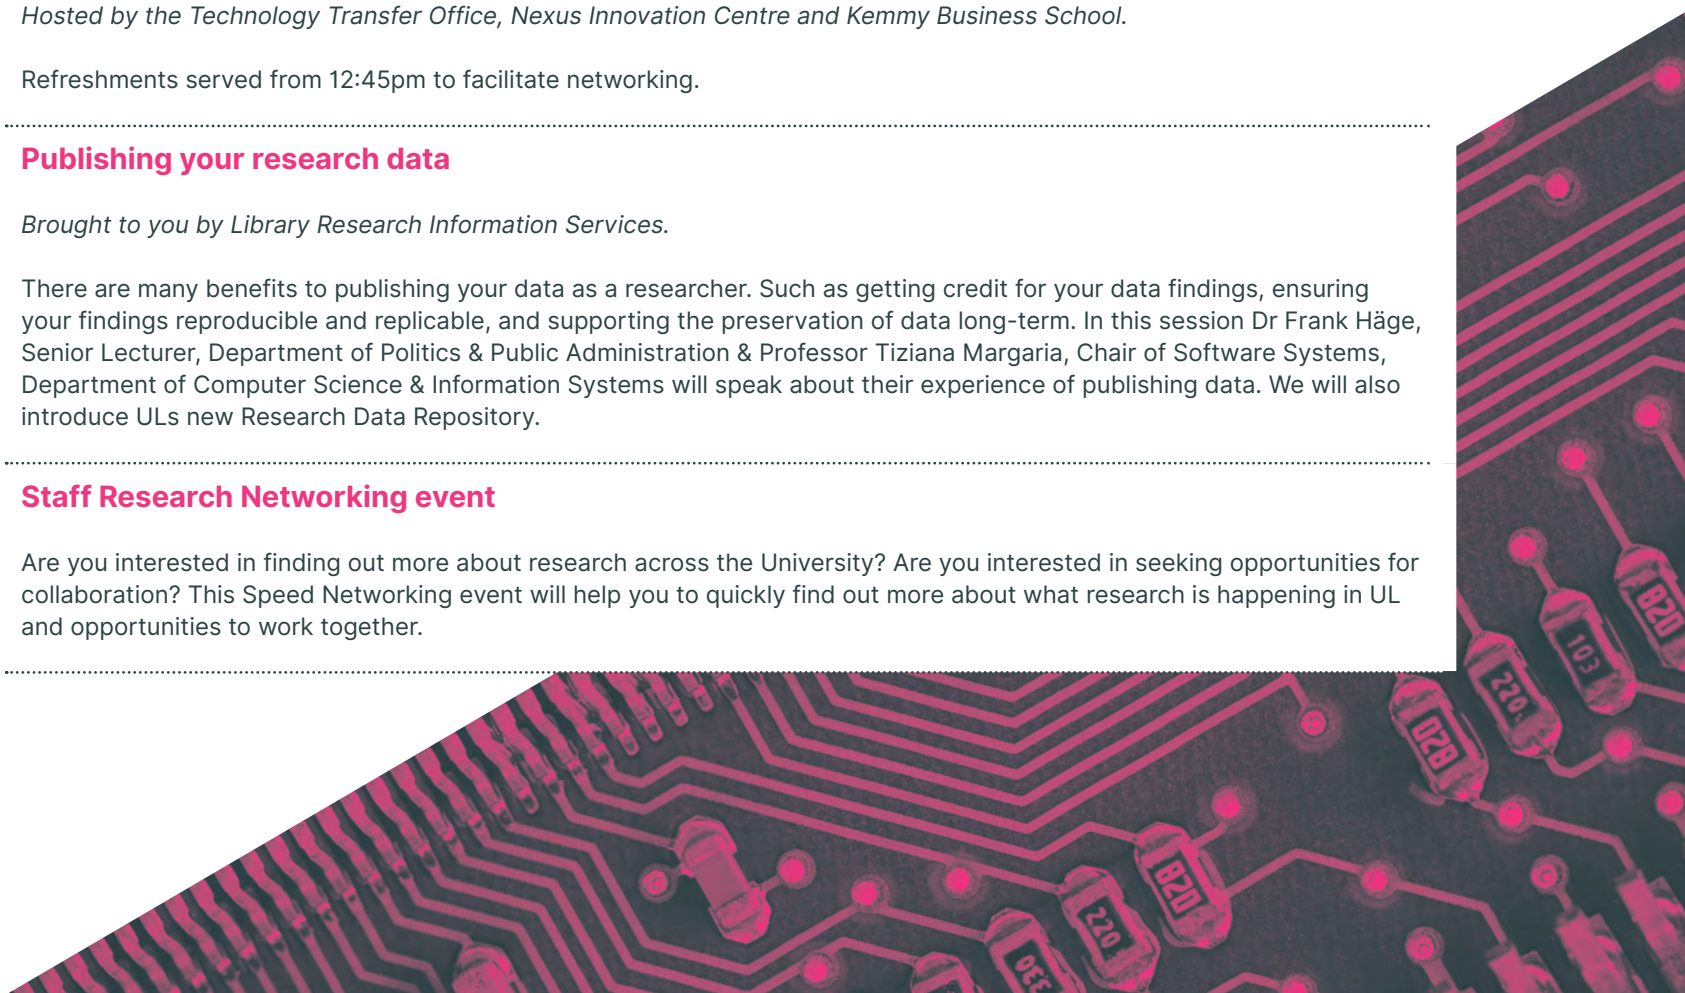 Hosted by the Technology Transfer Office, Nexus Innovation Centre and Kemmy Business School.
Refreshments served from 12:45pm to facilitate networking.
Publishing your research data
Brought to you by Library Research Information Services.
There are many benefits to publishing your data as a researcher. Such as getting credit for your data findings, ensuring
your findings reproducible and replicable, and supporting the preservation of data long-term. In this session Dr Frank Häge,
Senior Lecturer, Department of Politics & Public Administration & Professor Tiziana Margaria, Chair of Software Systems,
Department of Computer Science & Information Systems will speak about their experience of publishing data. We will also
introduce ULs new Research Data Repository.
Staff Research Networking event
Are you interested in finding out more about research across the University? Are you interested in seeking opportunities for
collaboration? This Speed Networking event will help you to quickly find out more about what research is happening in UL
and opportunities to work together.
820
103
220
028
028
220
330